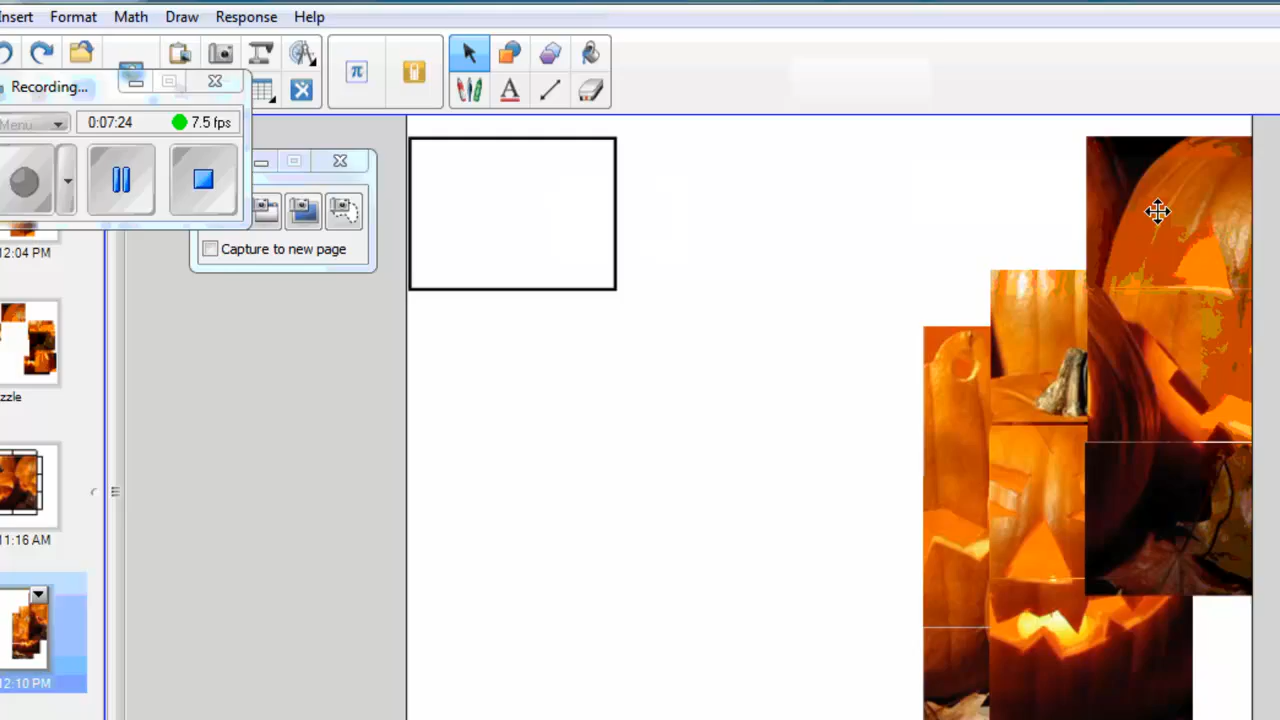 Insert Format Math Draw Response Help
Recording...
Menu
0:07:24 7.5 fps
π
A
Capture to new page
12:04 PM
zzle
11:16 AM
12:10 PM